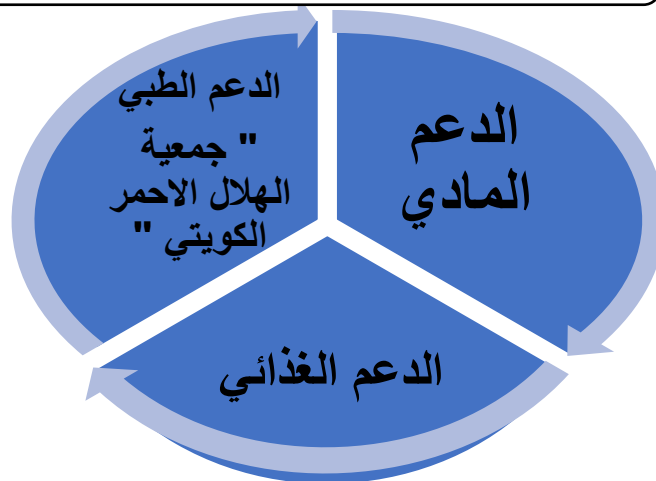 الدعم
المادي
الدعم الغذائي
الدعم الطبي
" جمعية
الهلال الاحمر
الكويتي "